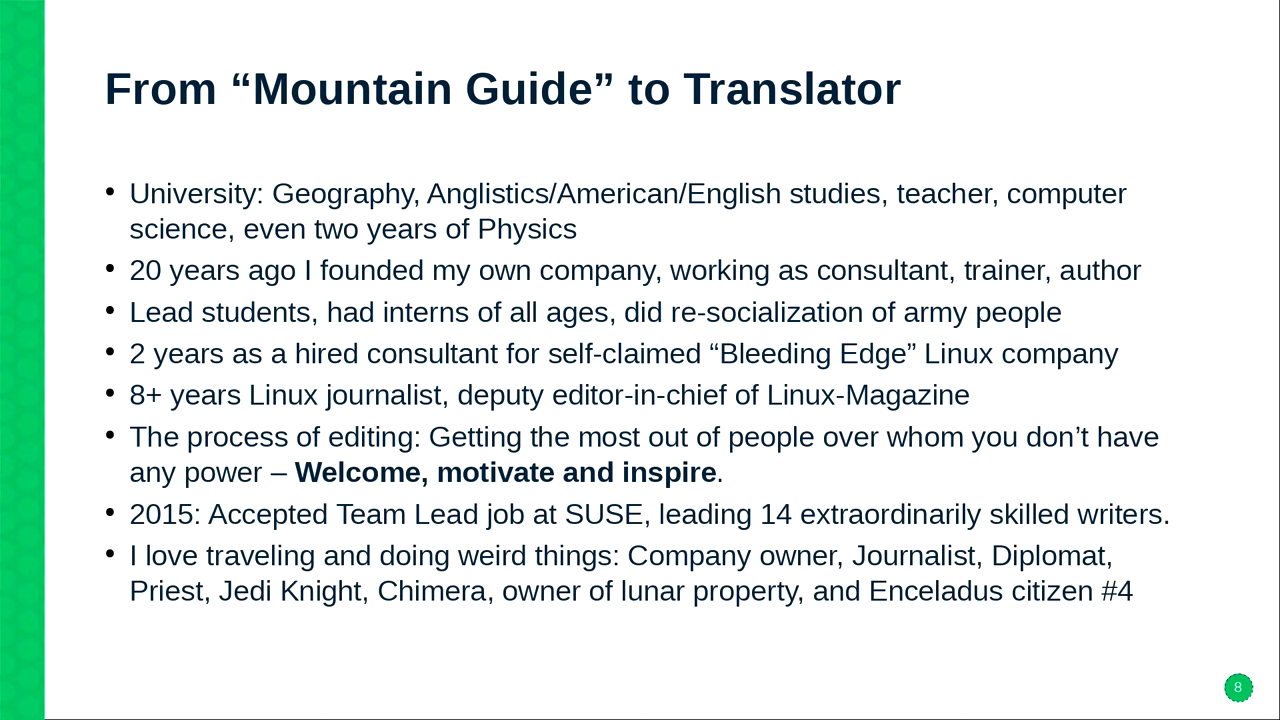 From “Mountain Guide” to Translator
• University: Geography, Anglistics/American/English studies, teacher, computer
science, even two years of Physics
• 20 years ago I founded my own company, working as consultant, trainer, author
• Lead students, had interns of all ages, did re-socialization of army people
• 2 years as a hired consultant for self-claimed “Bleeding Edge” Linux company
• 8+ years Linux journalist, deputy editor-in-chief of Linux-Magazine
• The process of editing: Getting the most out of people over whom you don’t have
any power – Welcome, motivate and inspire.
• 2015: Accepted Team Lead job at SUSE, leading 14 extraordinarily skilled writers.
• I love traveling and doing weird things: Company owner, Journalist, Diplomat,
Priest, Jedi Knight, Chimera, owner of lunar property, and Enceladus citizen #4
8